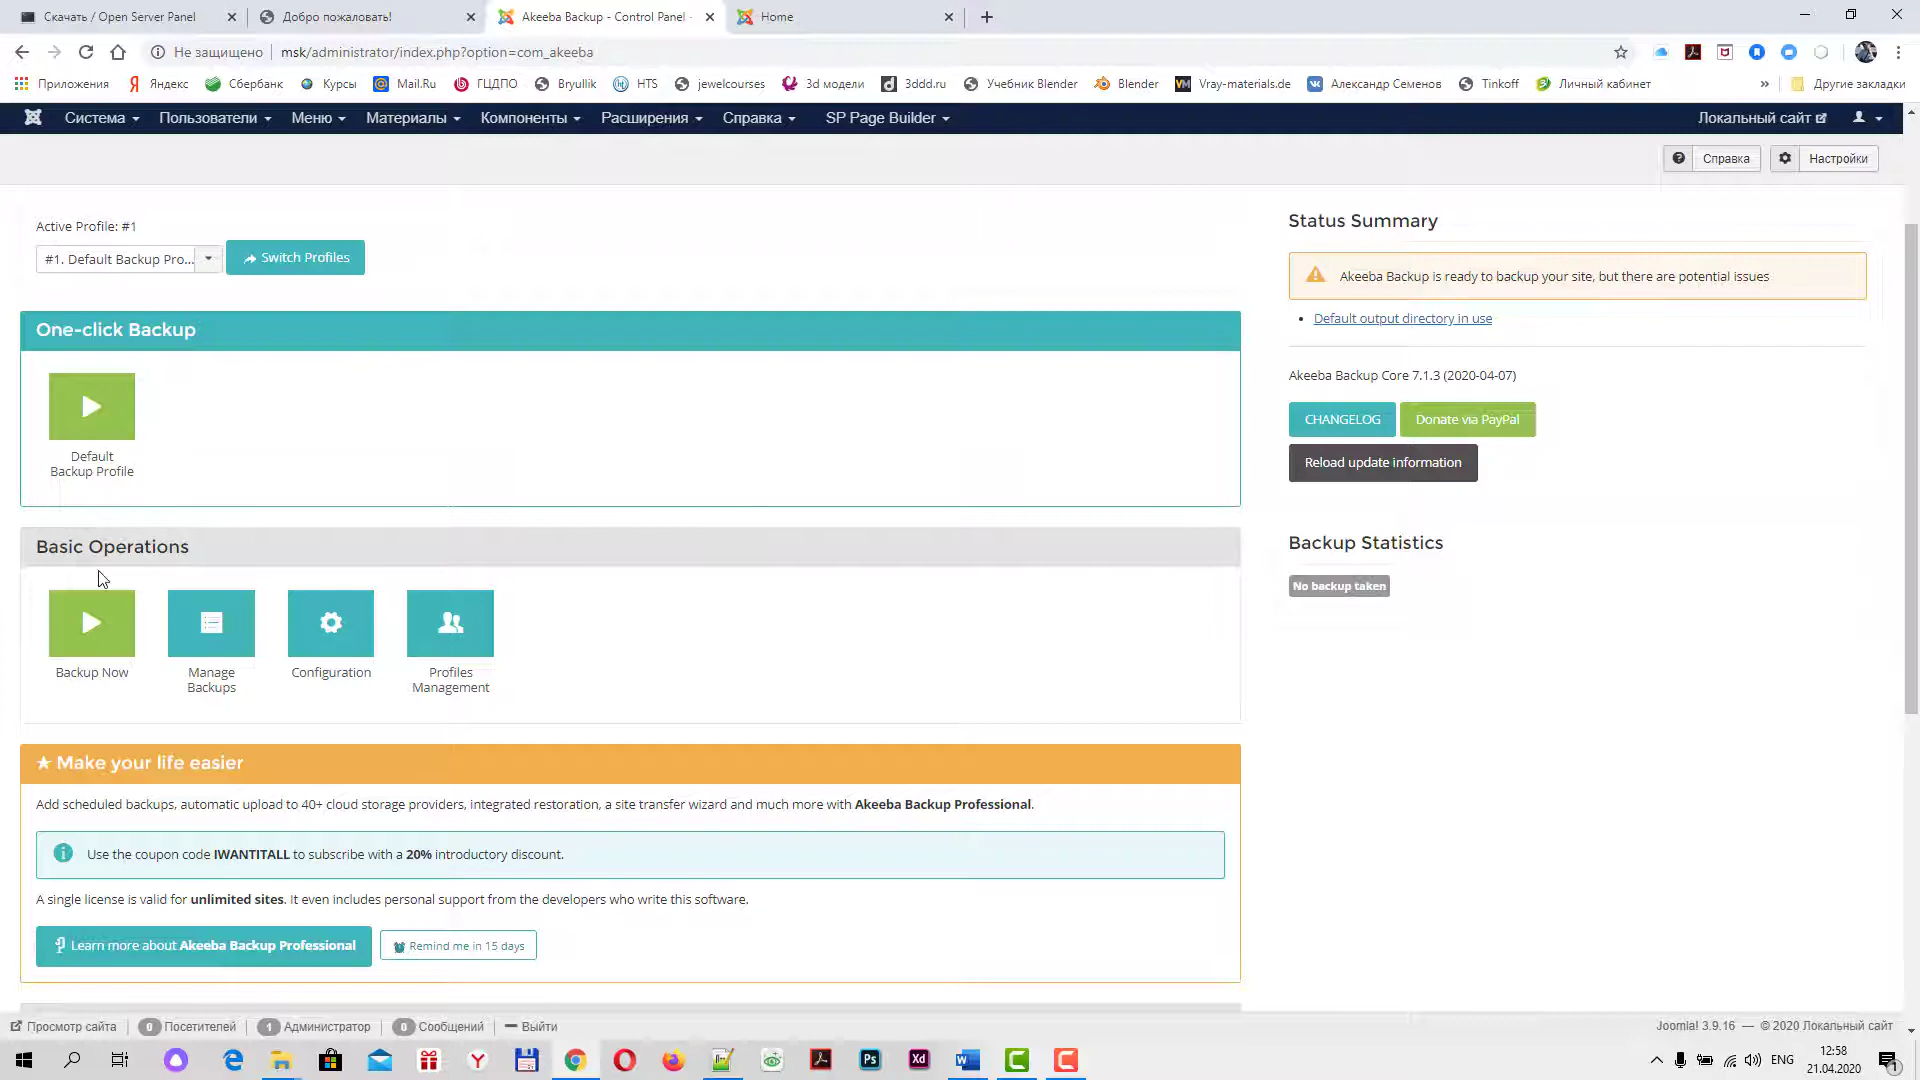 Скачать / Open Server Panel
Добро пожаловать!
Akeeba Backup - Control Panel -
Home
Не защищено
msk/administrator/index.php?option=com_akeeba
Приложения
Яндекс
Сбербанк
Курсы
Mail.Ru
ГЦДПО
Bryullik
HTS
jewelcourses
3d модели
3ddd.ru
Учебник Blender
Blender
Vray-materials.de
Александр Семенов
Tinkoff
Личный кабинет
»
Другие закладки
Система
Пользователи
Меню
Материалы
Компоненты
Расширения
Справка
SP Page Builder
Локальный сайт
Справка
Настройки
Active Profile: #1
#1. Default Backup Pro...
Switch Profiles
One-click Backup
Default
Backup Profile
Basic Operations
Backup Now
Manage
Backups
Configuration
Profiles
Management
Make your life easier
Add scheduled backups, automatic upload to 40+ cloud storage providers, integrated restoration, a site transfer wizard and much more with Akeeba Backup Professional.
Use the coupon code IWANTITALL to subscribe with a 20% introductory discount.
A single license is valid for unlimited sites. It even includes personal support from the developers who write this software.
Learn more about Akeeba Backup Professional
Remind me in 15 days
Status Summary
Akeeba Backup is ready to backup your site, but there are potential issues
Default output directory in use
Akeeba Backup Core 7.1.3 (2020-04-07)
CHANGELOG
Donate via PayPal
Reload update information
Backup Statistics
No backup taken
Просмотр сайта
0 Посетителей
1 Администратор
0 Сообщений
Выйти
Joomla! 3.9.16 — © 2020 Локальный сайт
Ps
Xd
ENG
12:58
21.04.2020
1